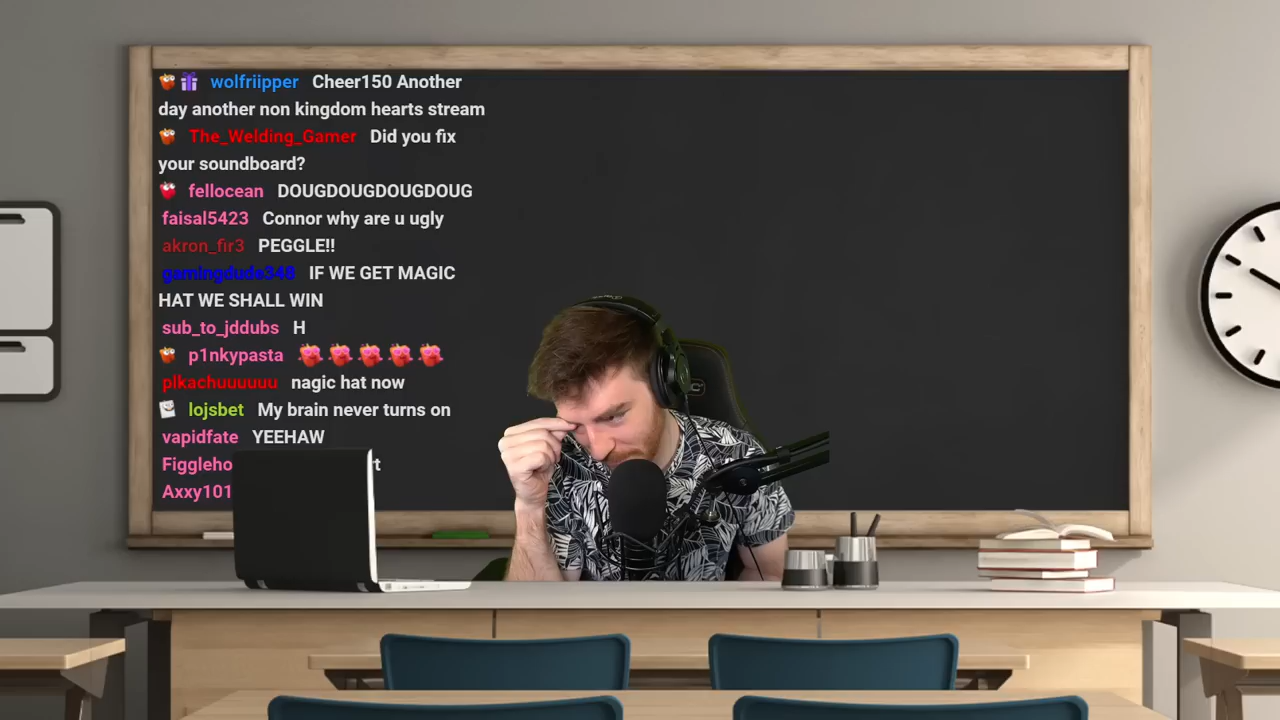 wolfriipper Cheer150 Another
day another non kingdom hearts stream
The_Welding_Gamer Did you fix
your soundboard?
fellocean DOUGDOUGDOUGDOUG
faisal5423 Connor why are u ugly
akron_fir3 PEGGLE!!
gamingdude348 IF WE GET MAGIC
HAT WE SHALL WIN
sub_to_jddubs H
p1nkypasta
plkachuuuuuu nagic hat now
lojsbet My brain never turns on
vapidfate YEEHAW
Figgleho
Axxy101